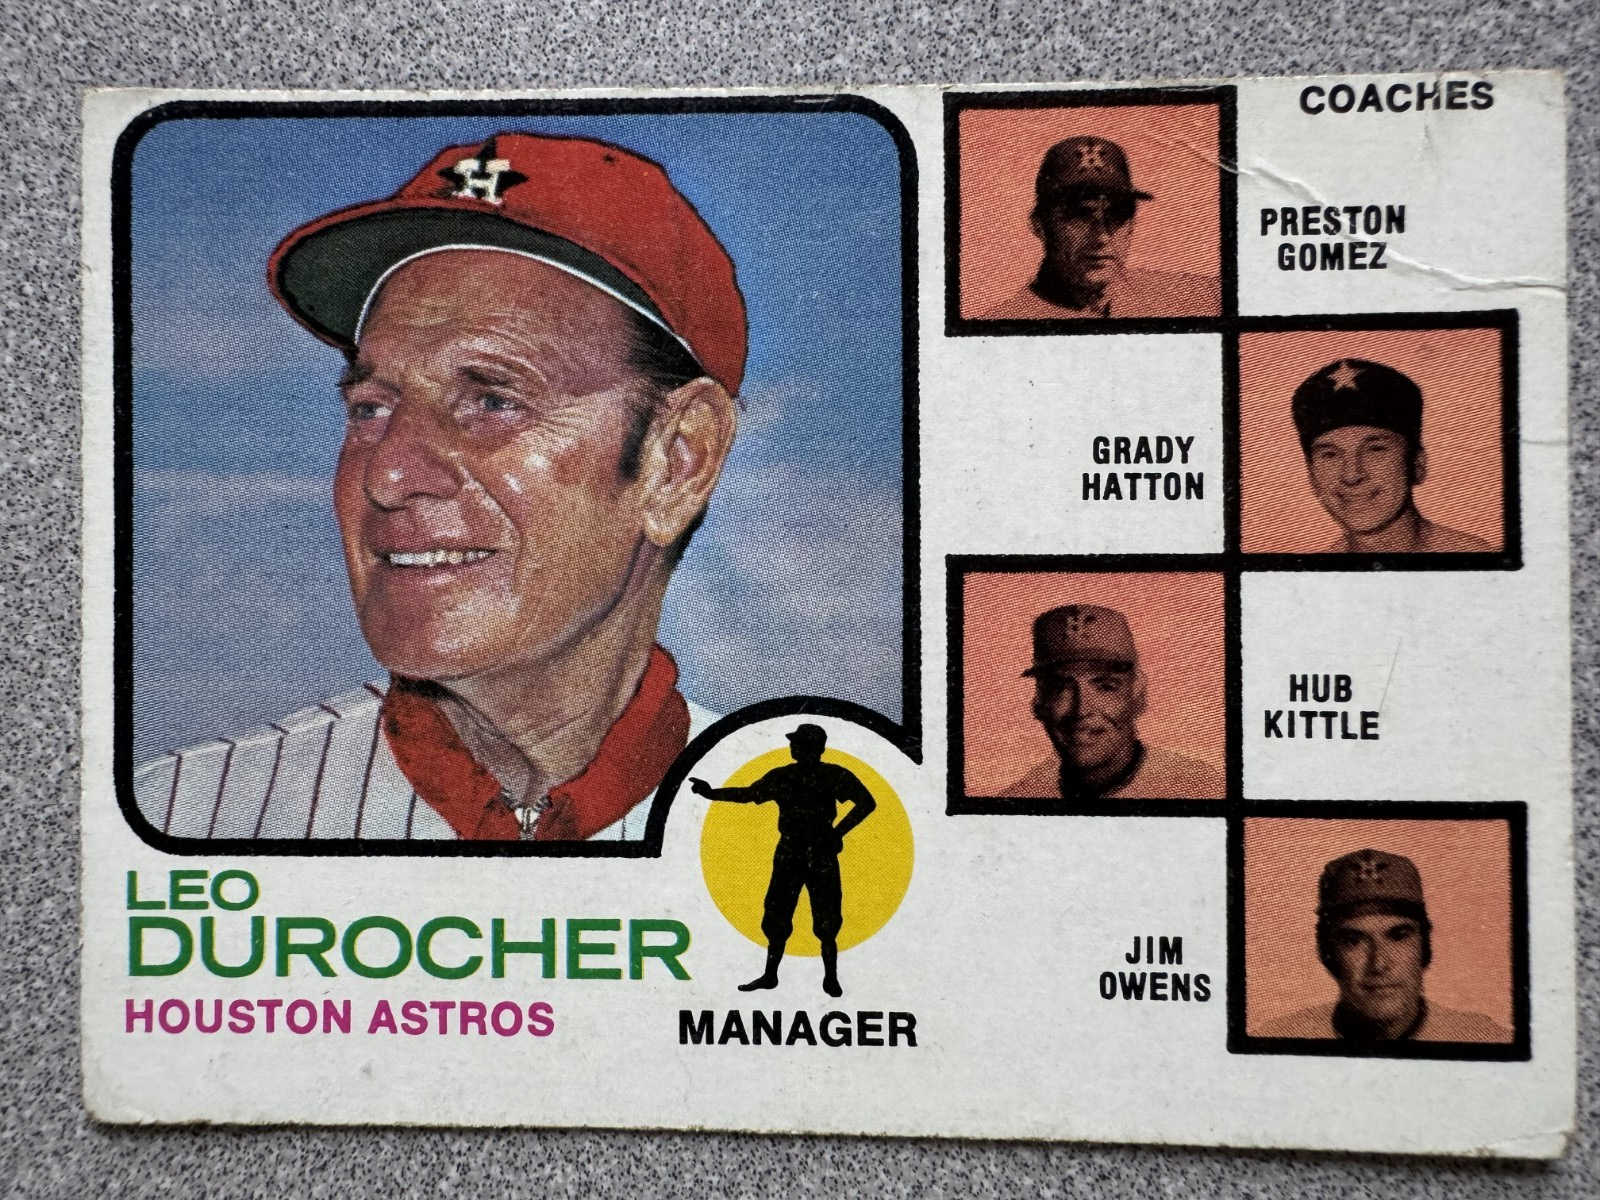 COACHES
PRESTON
GOMEZ
GRADY
HATTON
HUB
KITTLE
JIM
OWENS
LEO
DUROCHER
HOUSTON ASTROS
MANAGER
H
H
H
H